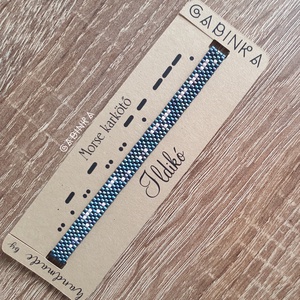 GABINKA
Ildikó
Morse karkötő
GABINKA
handmade by: